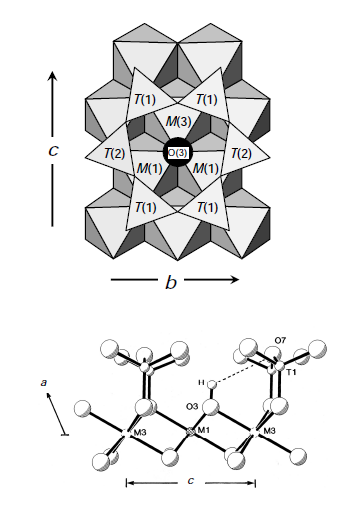 T(1) T(1)
M(3)
c
T(2) O(3) T(2)
M(1) M(1)
T(1) T(1)
b
O7
H
T1
a
O3
M3 M1 M3
c